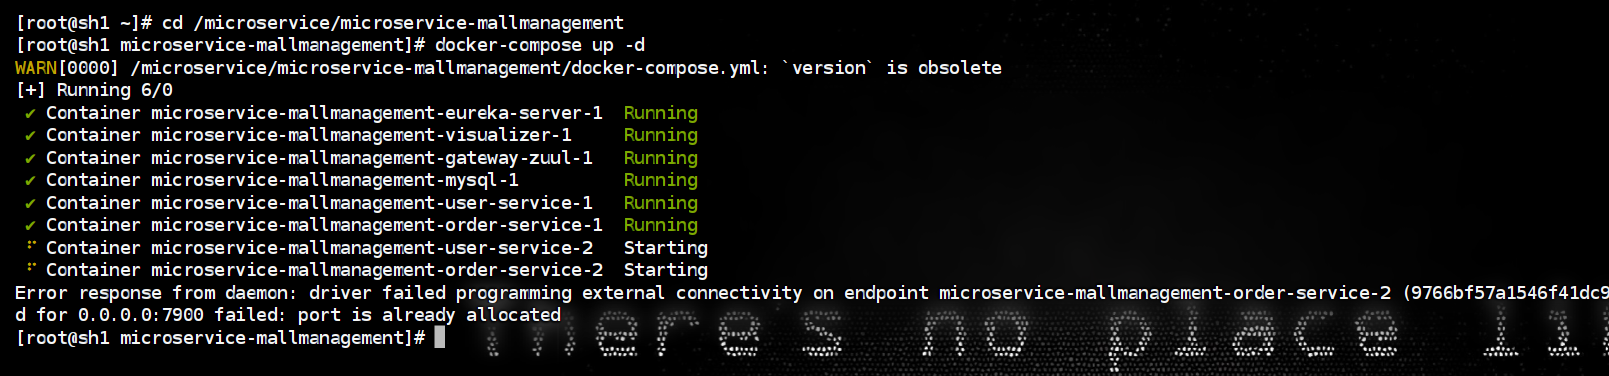 [root@sh1 ~]# cd /microservice/microservice-mallmanagement
[root@sh1 microservice-mallmanagement]# docker-compose up -d
WARN[0000] /microservice/microservice-mallmanagement/docker-compose.yml: `version` is obsolete
[+] Running 6/0
✔ Container microservice-mallmanagement-eureka-server-1 Running
✔ Container microservice-mallmanagement-visualizer-1 Running
✔ Container microservice-mallmanagement-gateway-zuul-1 Running
✔ Container microservice-mallmanagement-mysql-1 Running
✔ Container microservice-mallmanagement-user-service-1 Running
✔ Container microservice-mallmanagement-order-service-1 Running
⠋ Container microservice-mallmanagement-user-service-2 Starting
⠋ Container microservice-mallmanagement-order-service-2 Starting
Error response from daemon: driver failed programming external connectivity on endpoint microservice-mallmanagement-order-service-2 (9766bf57a1546f41dc9
d for 0.0.0.0:7900 failed: port is already allocated
[root@sh1 microservice-mallmanagement]#
There's no place li